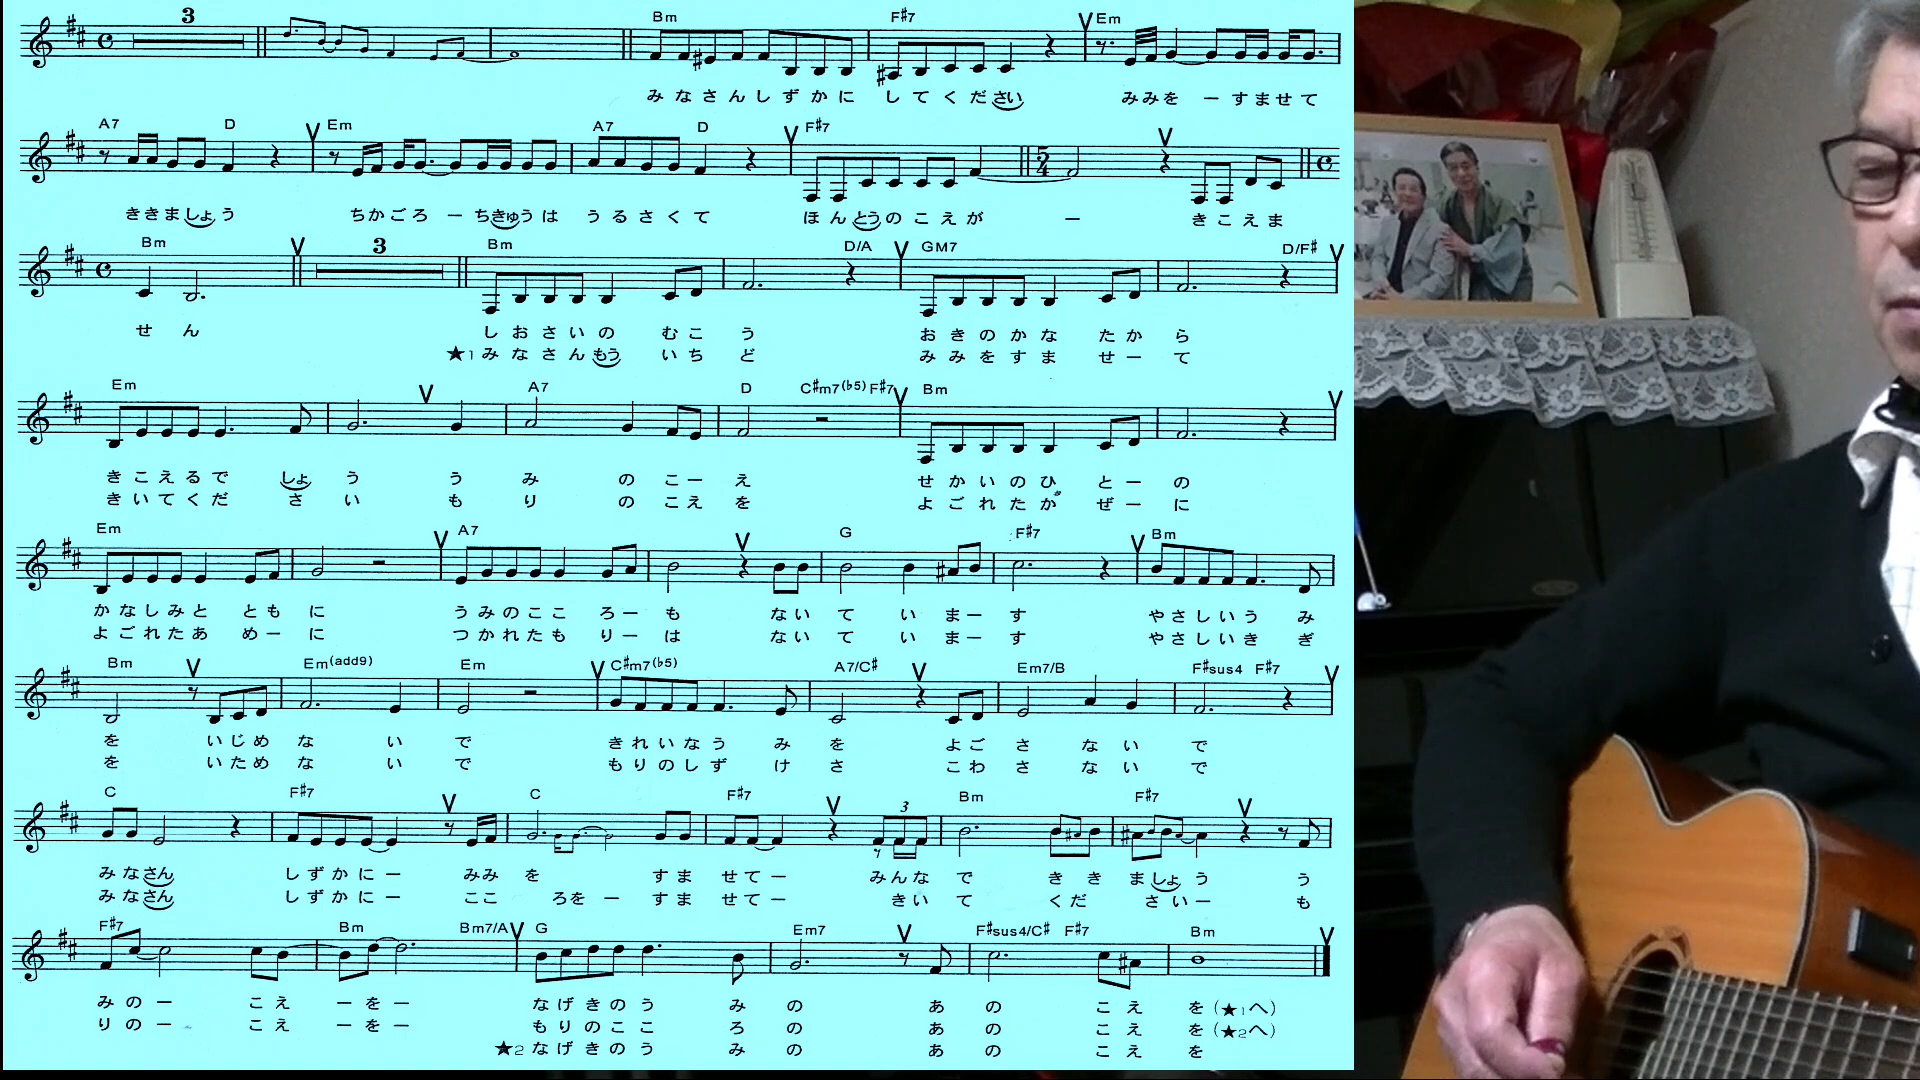 3 Bm F#7 Em
みなさんしずかに してください みみを ーすませて
A7 D Em A7 D F#7
ききましょう ちかごろ ーちきゅうは うるさくて ほんとうのこえが ー きこえま
Bm 3 Bm D/A GM7 D/F#
せん しおさいの むこ う おきのかな たか ら
★1みなさんもう いち ど みみをすま せー て
Em A7 D C#m7(♭5) F#7 Bm
きこえるで しょ う う み の こー え せかいのひ とー の
きいてくだ さ い も り の こえ を よごれたか ぜー に
Em A7 G F#7 Bm
かなしみと とも に うみのここ ろー も ない て い まー す やさしいう み
よごれたあ めー に つかれたも りー は ない て い まー す やさしいき ぎ
Bm Em(add9) Em C#m7(♭5) A7/C# Em7/B F#sus4 F#7
を いじめ な い で きれいなう み を よご さ な い で
を いため な い で もりのしず け さ こわ さ な い で
C F#7 C F#7 3 Bm F#7
みなさん しずかにー みみ を すま せてー みんな で きき ましょう う
みなさん しずかにー ここ ろをー すま せてー きい て くだ さいー も
F#7 Bm Bm7/A G Em7 F#sus4/C# F#7 Bm
みのー こえ ーをー なげきのう み の あ の こえ を(★1へ)
りのー こえ ーをー もりのここ ろ の あ の こえ を(★2へ)
★2なげきのう み の あ の こえ を